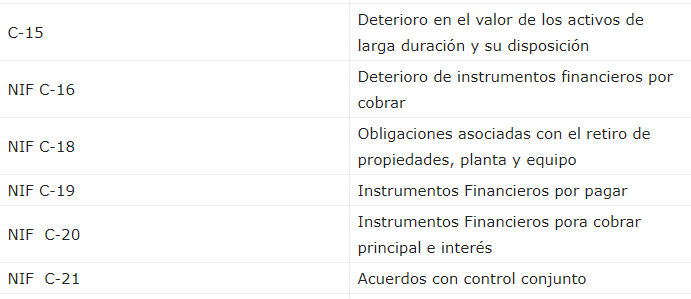 C-15
Deterioro en el valor de los activos de
larga duración y su disposición
NIF C-16
Deterioro de instrumentos financieros por
cobrar
NIF C-18
Obligaciones asociadas con el retiro de
propiedades, planta y equipo
NIF C-19
Instrumentos Financieros por pagar
NIF  C-20
Instrumentos Financieros pora cobrar
principal e interés
NIF  C-21
Acuerdos con control conjunto